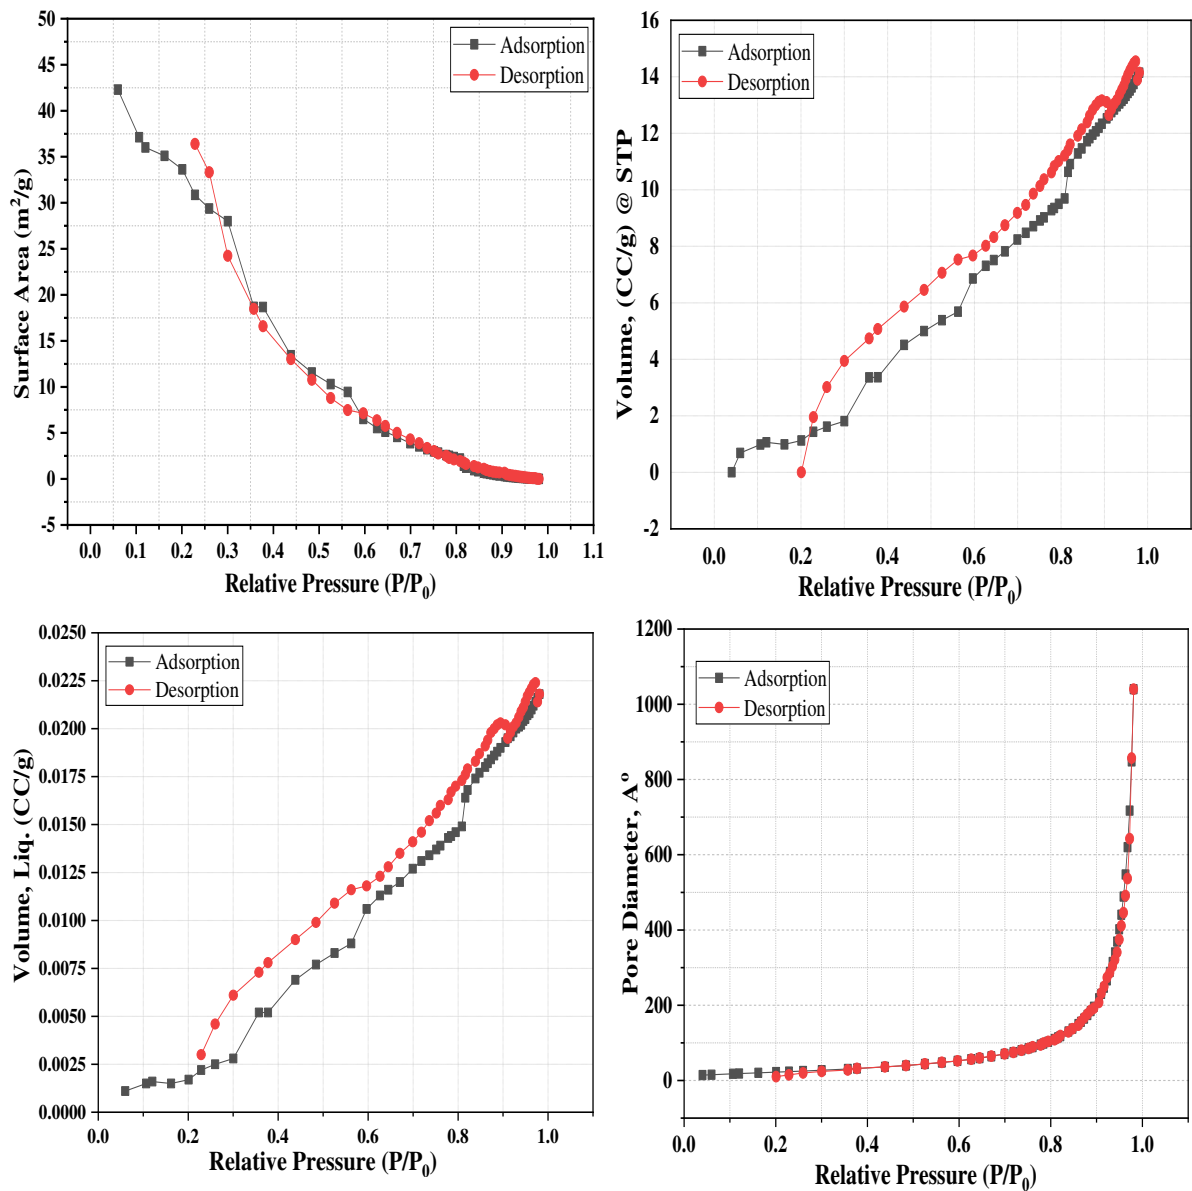 50
45
40
35
30
25
20
15
10
5
0
-5
Surface Area (m²/g)
Adsorption
Desorption
0.0 0.1 0.2 0.3 0.4 0.5 0.6 0.7 0.8 0.9 1.0 1.1
Relative Pressure (P/P₀)
16
14
12
10
8
6
4
2
0
-2
Volume, (CC/g) @ STP
Adsorption
Desorption
0.0 0.2 0.4 0.6 0.8 1.0
Relative Pressure (P/P₀)
0.0250
0.0225
0.0200
0.0175
0.0150
0.0125
0.0100
0.0075
0.0050
0.0025
0.0000
Volume, Liq. (CC/g)
Adsorption
Desorption
0.0 0.2 0.4 0.6 0.8 1.0
Relative Pressure (P/P₀)
1200
1000
800
600
400
200
0
Pore Diameter, A°
Adsorption
Desorption
0.0 0.2 0.4 0.6 0.8 1.0
Relative Pressure (P/P₀)